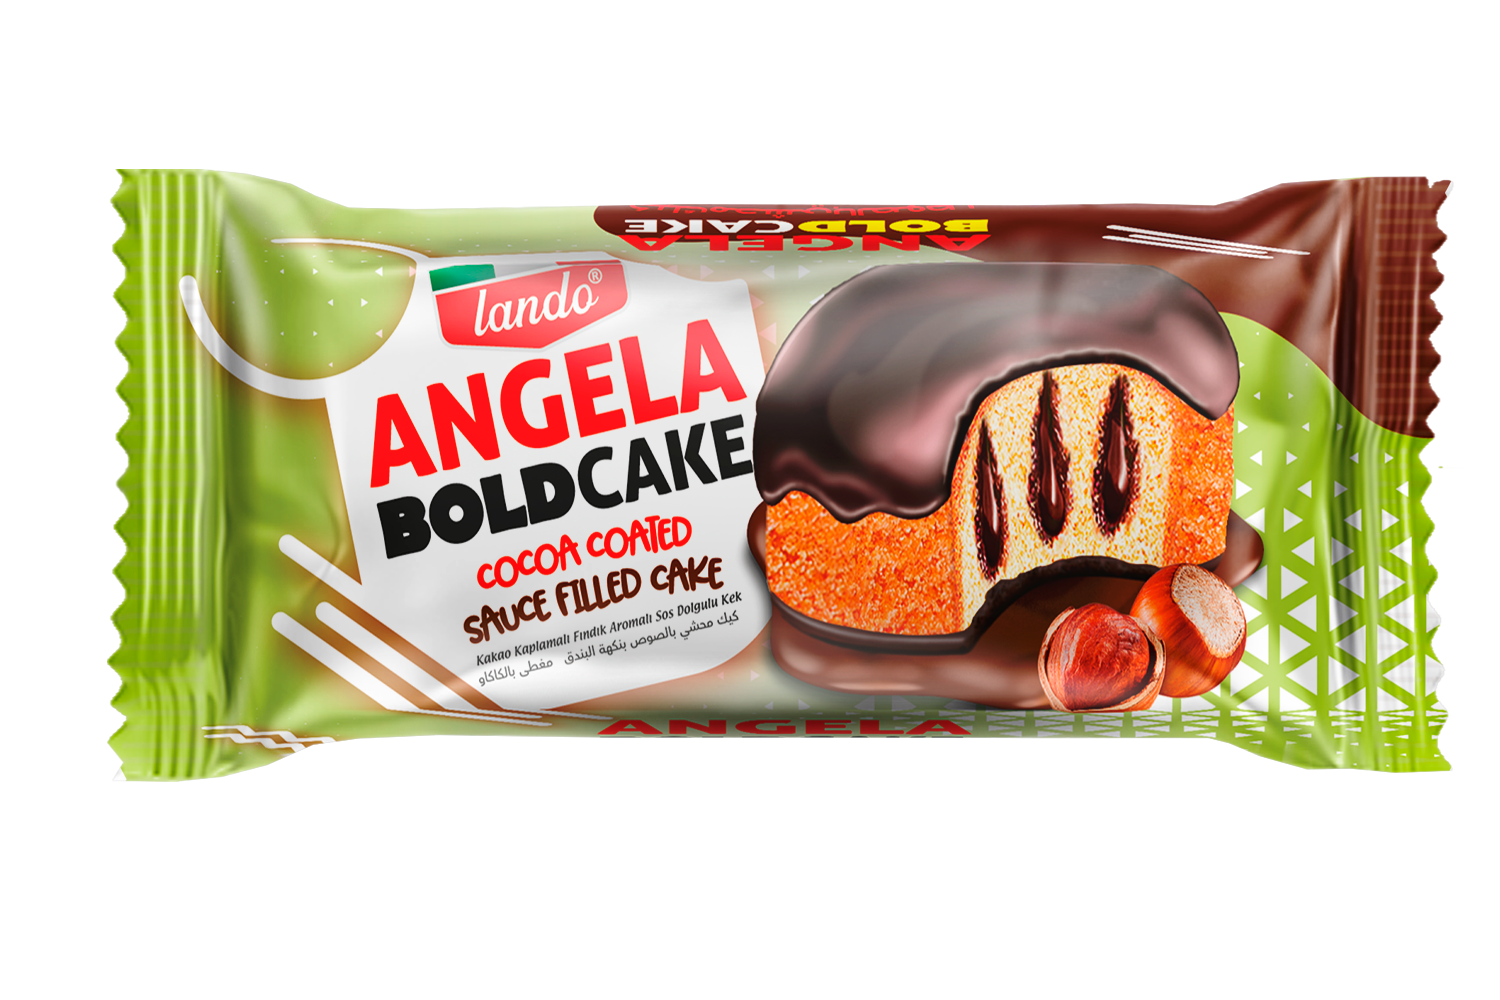 ANGELA
BOLDCAKE
lando®
ANGELA
BOLDCAKE
COCOA COATED
SAUCE FILLED CAKE
Kakao Kaplamalı Fındık Aromalı Sos Dolgulu Kek
كيك محشي بالصوص بنكهة البندق مغطى بالكاكاو
ANGELA